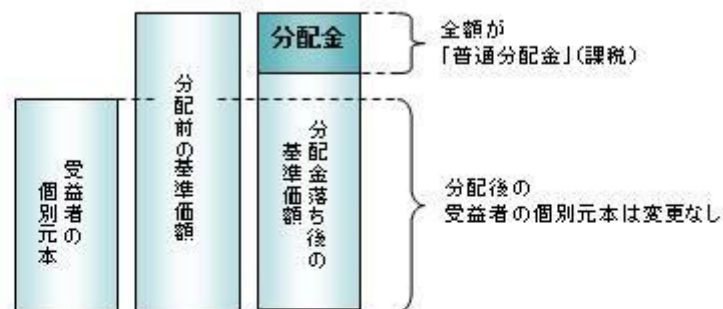 受益者の
個別元本
分配前の基準価額
分配金
分配金落ち後の
基準価額
全額が
「普通分配金」(課税)
分配後の
受益者の個別元本は変更なし